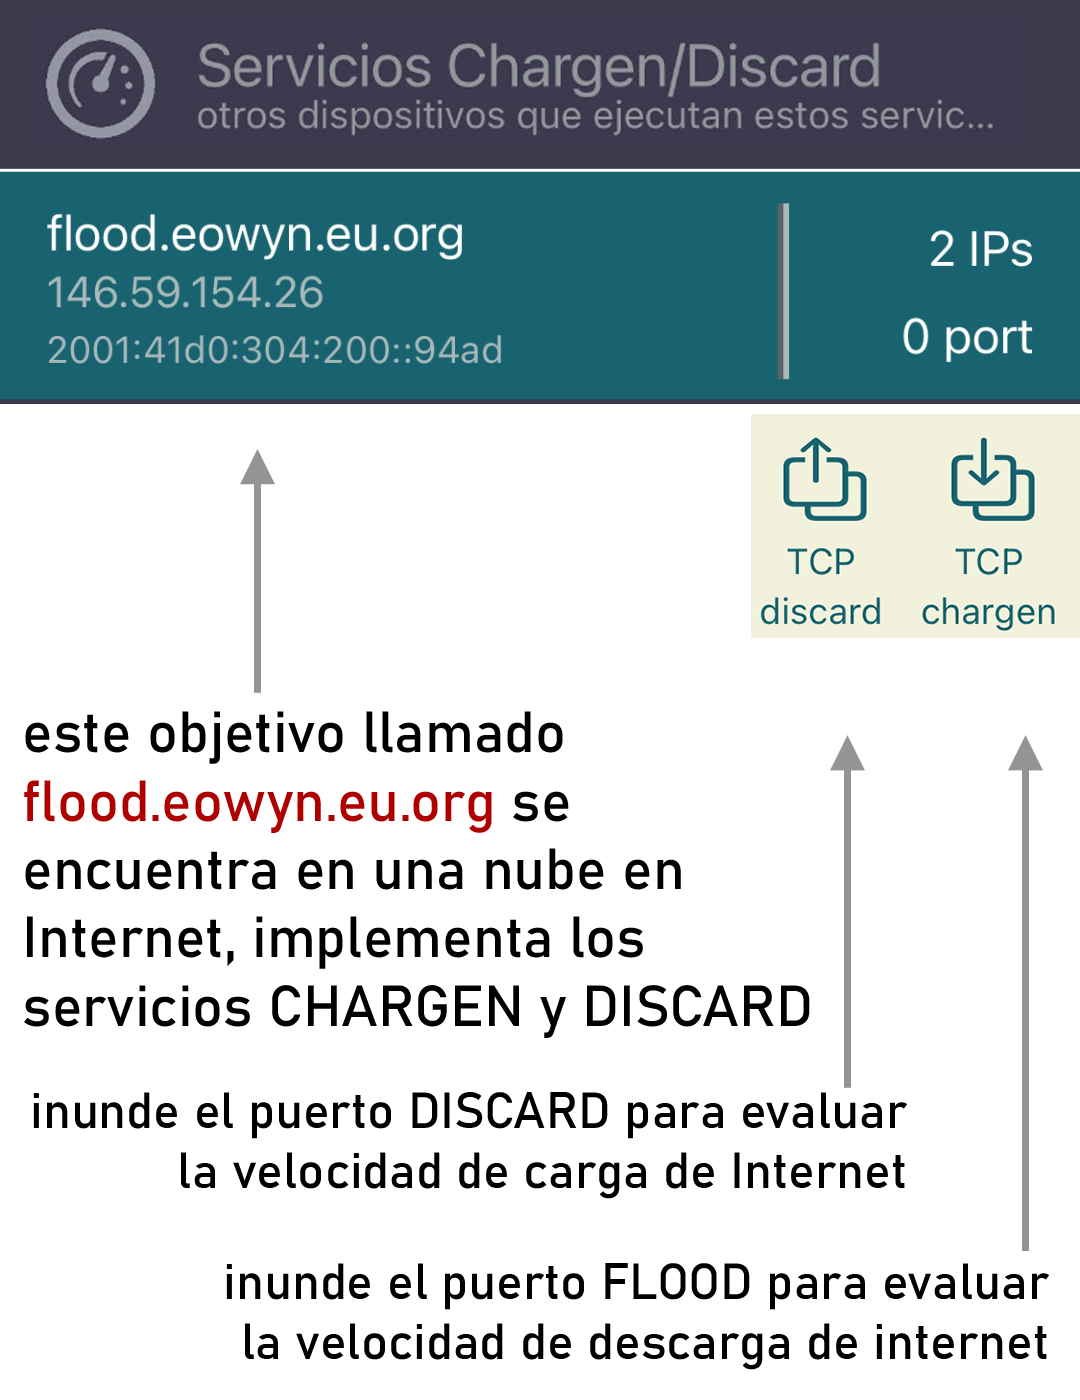 Servicios Chargen/Discard
otros dispositivos que ejecutan estos servic...
flood.eowyn.eu.org
146.59.154.26
2001:41d0:304:200::94ad
2 IPs
0 port
TCP
discard
TCP
chargen
este objetivo llamado
flood.eowyn.eu.org se
encuentra en una nube en
Internet, implementa los
servicios CHARGEN y DISCARD
inunde el puerto DISCARD para evaluar
la velocidad de carga de Internet
inunde el puerto FLOOD para evaluar
la velocidad de descarga de internet